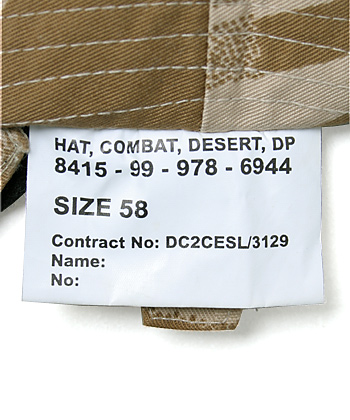 HAT, COMBAT, DESERT, DP
8415 - 99 - 978 - 6944
SIZE 58
Contract No: DC2CESL/3129
Name:
No: